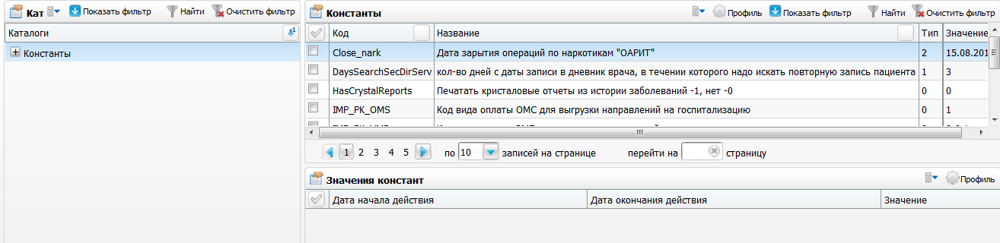 Кат Показать фильтр Найти Очистить фильтр
Каталоги
Константы
Константы Профиль Показать фильтр Найти Очистить фильтр
Код Название Тип Значение
Close_nark Дата зарытия операций по наркотикам "ОАРИТ" 2 15.08.201
DaysSearchSecDirServ кол-во дней с даты записи в дневник врача, в течении которого надо искать повторную запись пациента 1 3
HasCrystalReports Печатать кристаловые отчеты из истории заболеваний -1, нет -0 0 0
IMP_PK_OMS Код вида оплаты ОМС для выгрузки направлений на госпитализацию 0 1
1 2 3 4 5 по 10 записей на странице перейти на страницу
Значения констант Профиль
Дата начала действия Дата окончания действия Значение